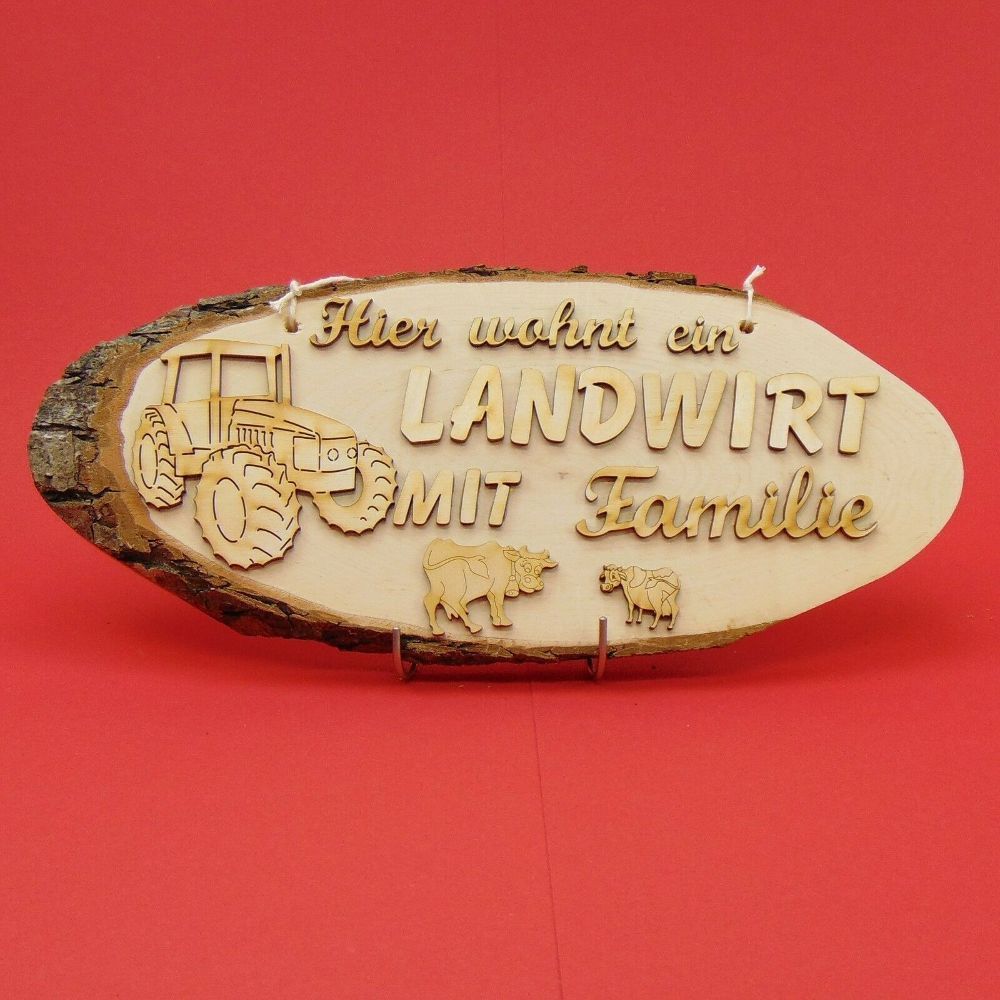 Hier wohnt ein
LANDWIRT
MIT Familie